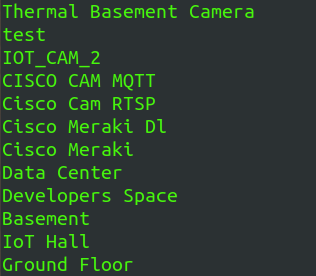 Thermal Basement Camera
test
IOT_CAM_2
CISCO CAM MQTT
Cisco Cam RTSP
Cisco Meraki Dl
Cisco Meraki
Data Center
Developers Space
Basement
IoT Hall
Ground Floor